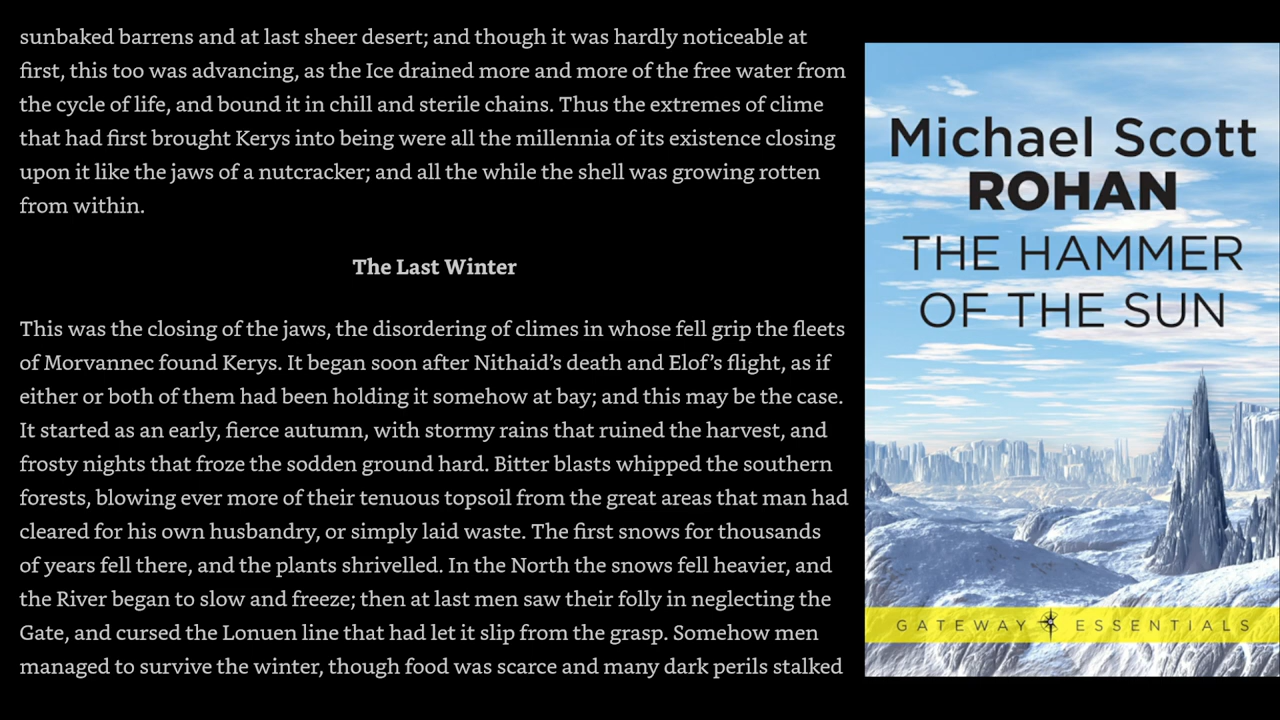 sunbaked barrens and at last sheer desert; and though it was hardly noticeable at
first, this too was advancing, as the Ice drained more and more of the free water from
the cycle of life, and bound it in chill and sterile chains. Thus the extremes of clime
that had first brought Kerys into being were all the millennia of its existence closing
upon it like the jaws of a nutcracker; and all the while the shell was growing rotten
from within.
The Last Winter
This was the closing of the jaws, the disordering of climes in whose fell grip the fleets
of Morvannec found Kerys. It began soon after Nithaid’s death and Elof’s flight, as if
either or both of them had been holding it somehow at bay; and this may be the case.
It started as an early, fierce autumn, with stormy rains that ruined the harvest, and
frosty nights that froze the sodden ground hard. Bitter blasts whipped the southern
forests, blowing ever more of their tenuous topsoil from the great areas that man had
cleared for his own husbandry, or simply laid waste. The first snows for thousands
of years fell there, and the plants shrivelled. In the North the snows fell heavier, and
the River began to slow and freeze; then at last men saw their folly in neglecting the
Gate, and cursed the Lonuen line that had let it slip from the grasp. Somehow men
managed to survive the winter, though food was scarce and many dark perils stalked
Michael Scott
ROHAN
THE HAMMER
OF THE SUN
GATEWAY ESSENTIALS